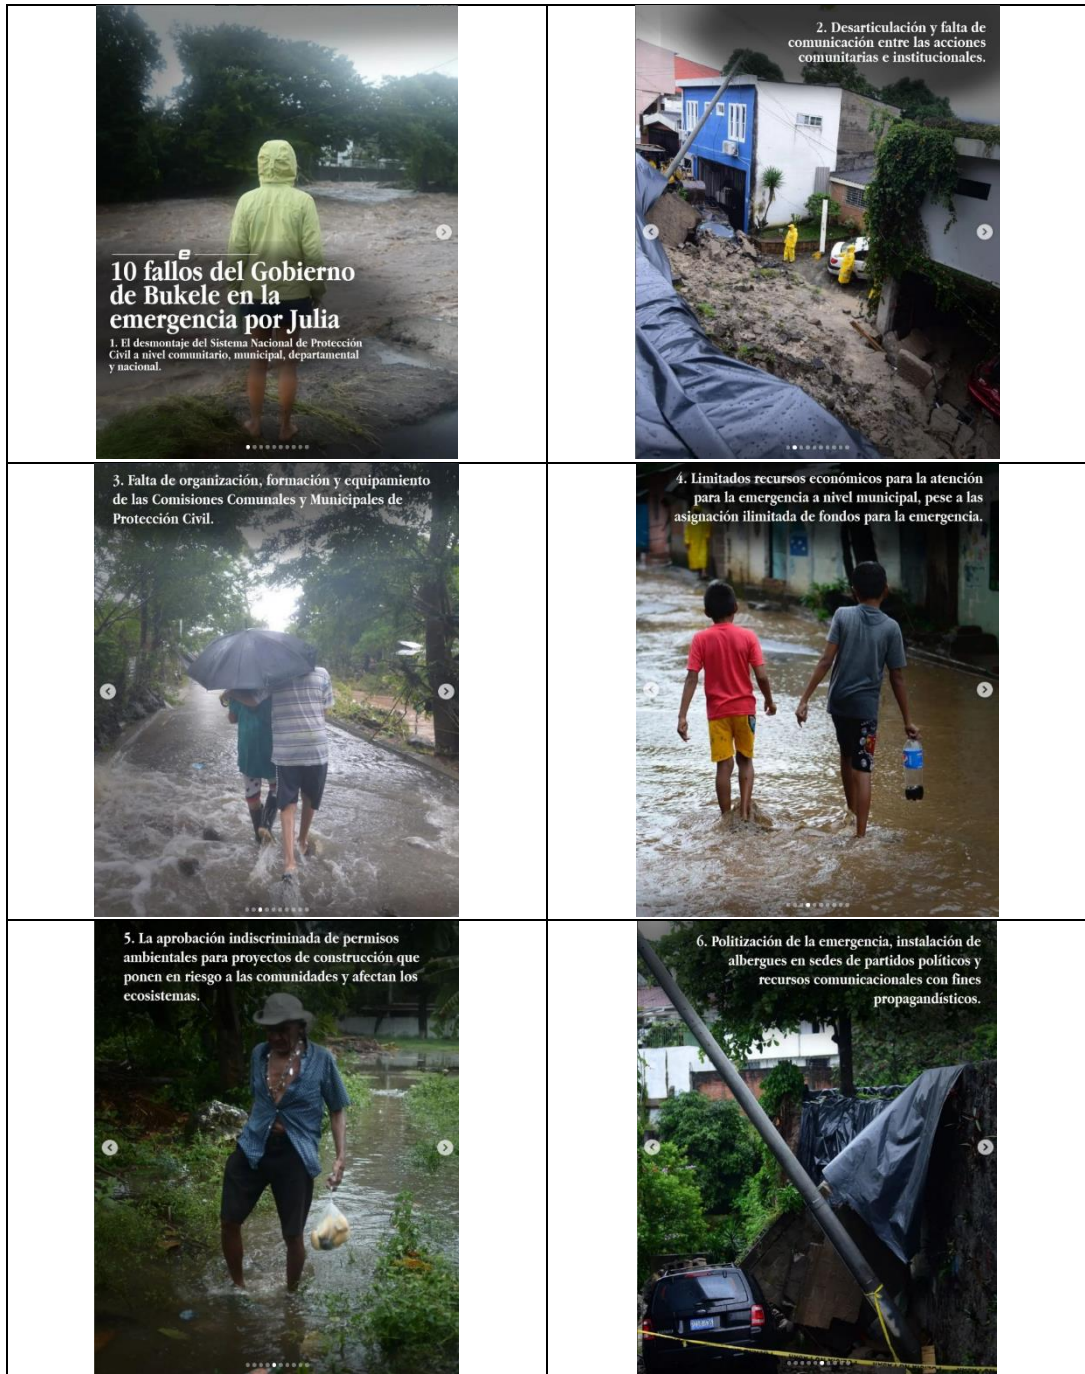 e
10 fallos del Gobierno
de Bukele en la
emergencia por Julia
1. El desmontaje del Sistema Nacional de Protección
Civil a nivel comunitario, municipal, departamental
y nacional.
2. Desarticulación y falta de
comunicación entre las acciones
comunitarias e institucionales.
3. Falta de organización, formación y equipamiento
de las Comisiones Comunales y Municipales de
Protección Civil.
4. Limitados recursos económicos para la atención
para la emergencia a nivel municipal, pese a las
asignación ilimitada de fondos para la emergencia.
5. La aprobación indiscriminada de permisos
ambientales para proyectos de construcción que
ponen en riesgo a las comunidades y afectan los
ecosistemas.
6. Politización de la emergencia, instalación de
albergues en sedes de partidos políticos y
recursos comunicacionales con fines
propagandísticos.